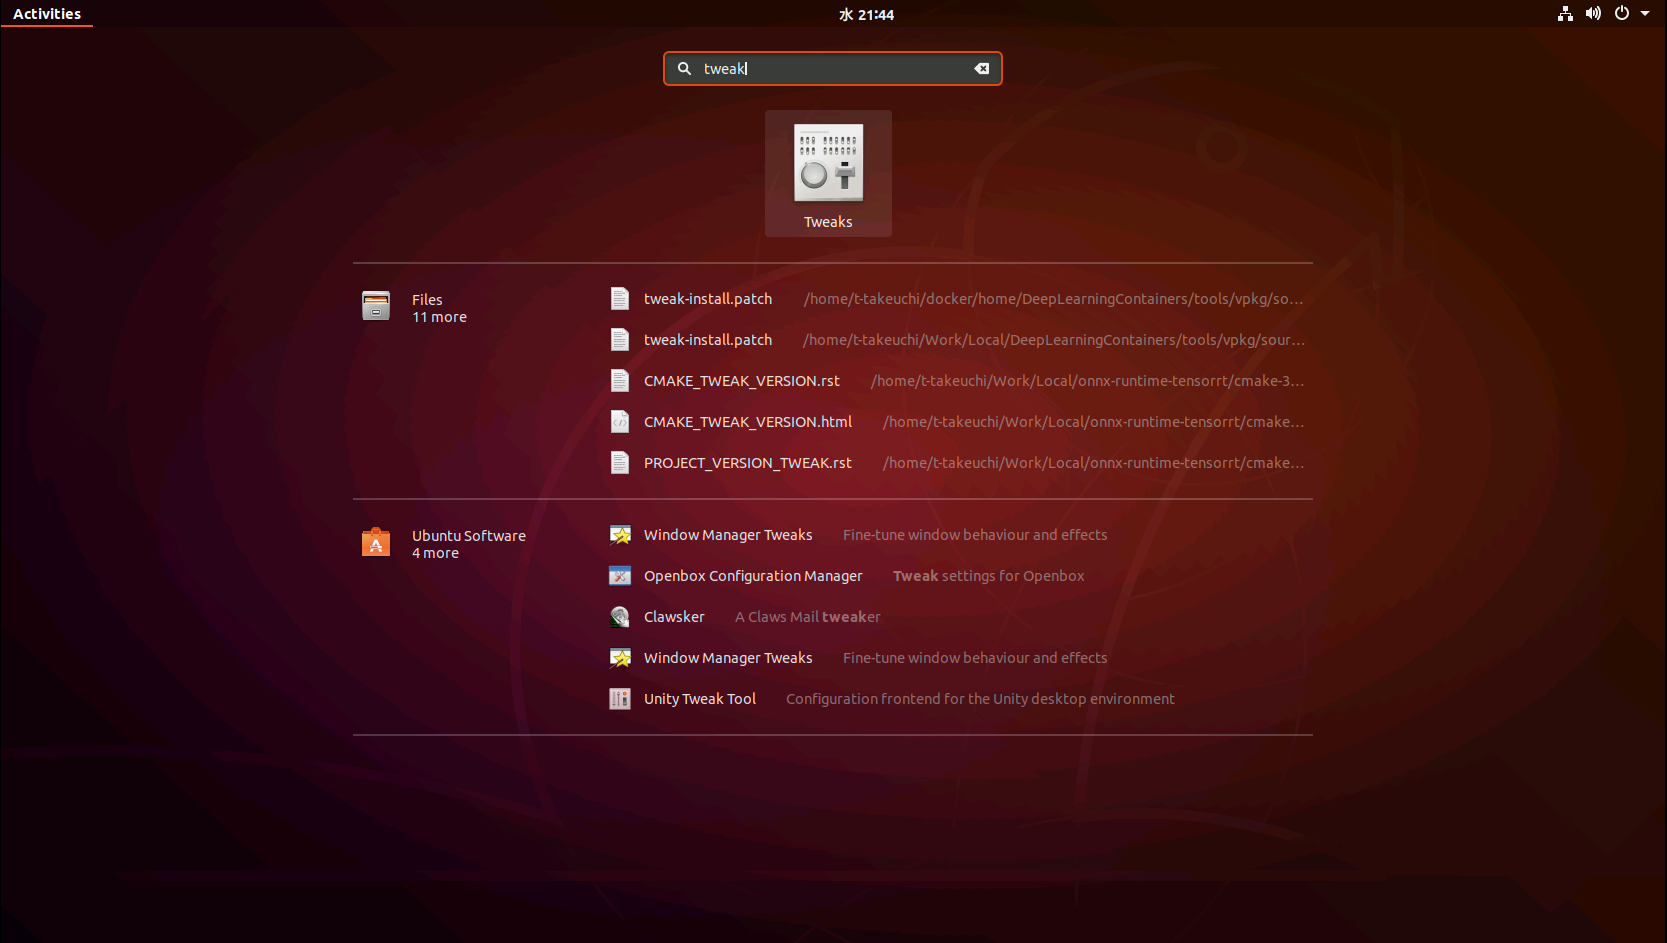 Activities
水 21:44
tweak
Tweaks
Files
11 more
tweak-install.patch /home/t-takeuchi/docker/home/DeepLearningContainers/tools/vpkg/so…
tweak-install.patch /home/t-takeuchi/Work/Local/DeepLearningContainers/tools/vpkg/sour…
CMAKE_TWEAK_VERSION.rst /home/t-takeuchi/Work/Local/onnx-runtime-tensorrt/cmake-3…
CMAKE_TWEAK_VERSION.html /home/t-takeuchi/Work/Local/onnx-runtime-tensorrt/cmake…
PROJECT_VERSION_TWEAK.rst /home/t-takeuchi/Work/Local/onnx-runtime-tensorrt/cmake…
Ubuntu Software
4 more
Window Manager Tweaks Fine-tune window behaviour and effects
Openbox Configuration Manager Tweak settings for Openbox
Clawsker A Claws Mail tweaker
Window Manager Tweaks Fine-tune window behaviour and effects
Unity Tweak Tool Configuration frontend for the Unity desktop environment